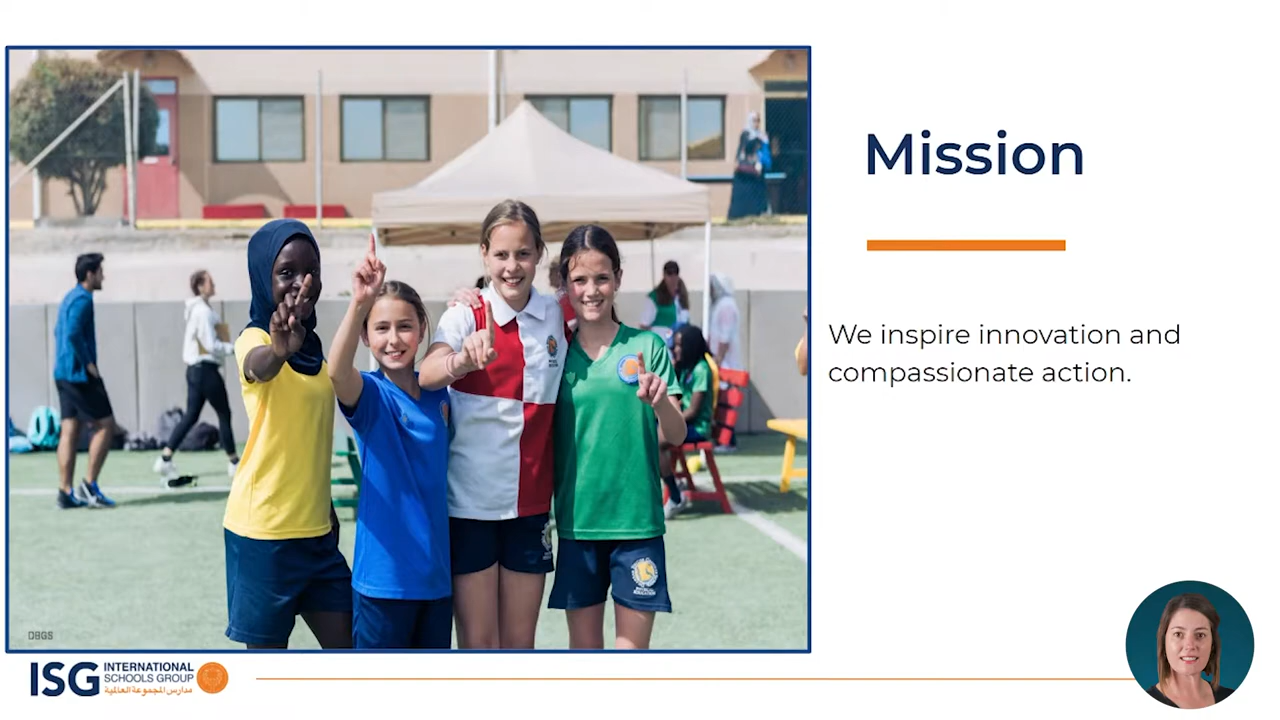 Mission
We inspire innovation and
compassionate action.
DBGS
ISG INTERNATIONAL
SCHOOLS GROUP
مدارس المجموعة العالمية